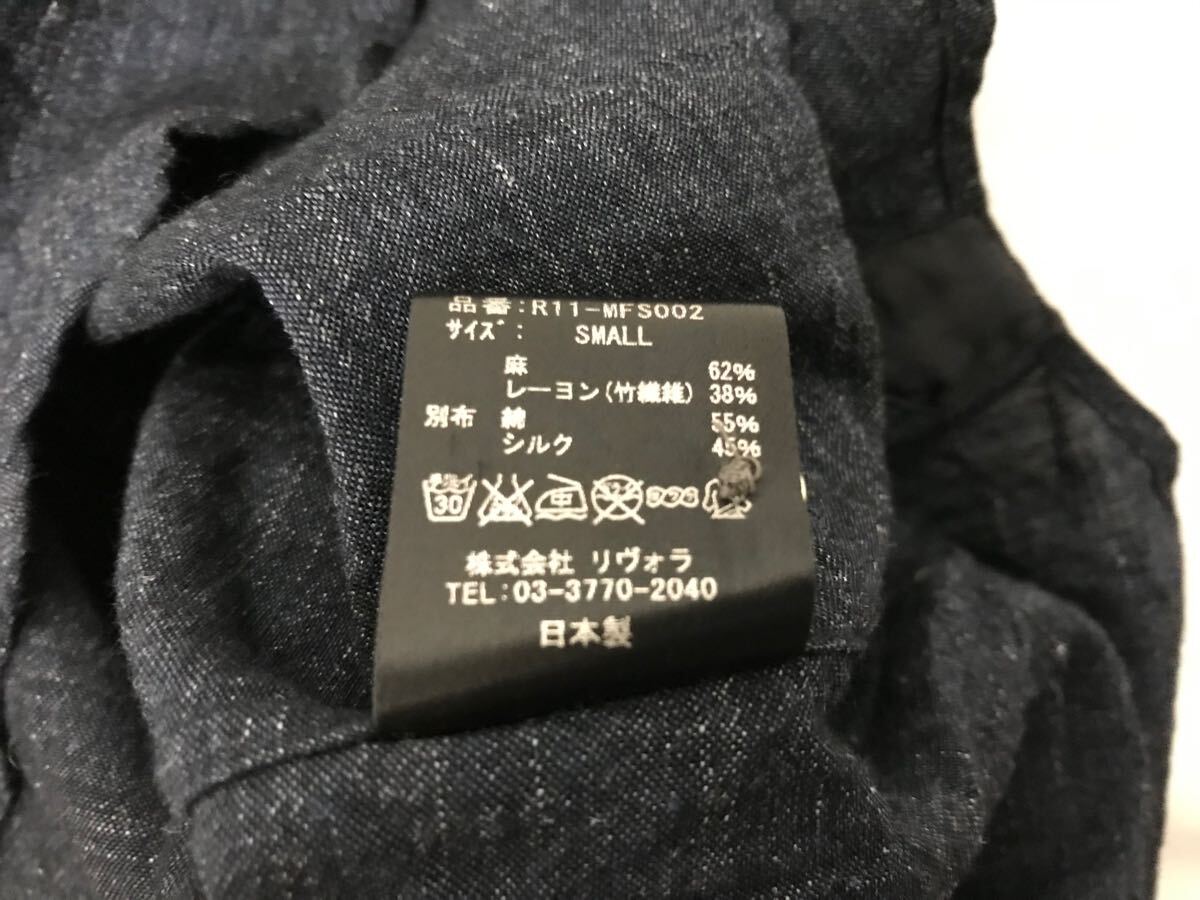 品番:R11-MFS002
サイズ: SMALL
麻 62%
レーヨン(竹繊維) 38%
別布 綿 55%
シルク 45%
30
株式会社 リヴォラ
TEL:03-3770-2040
日本製